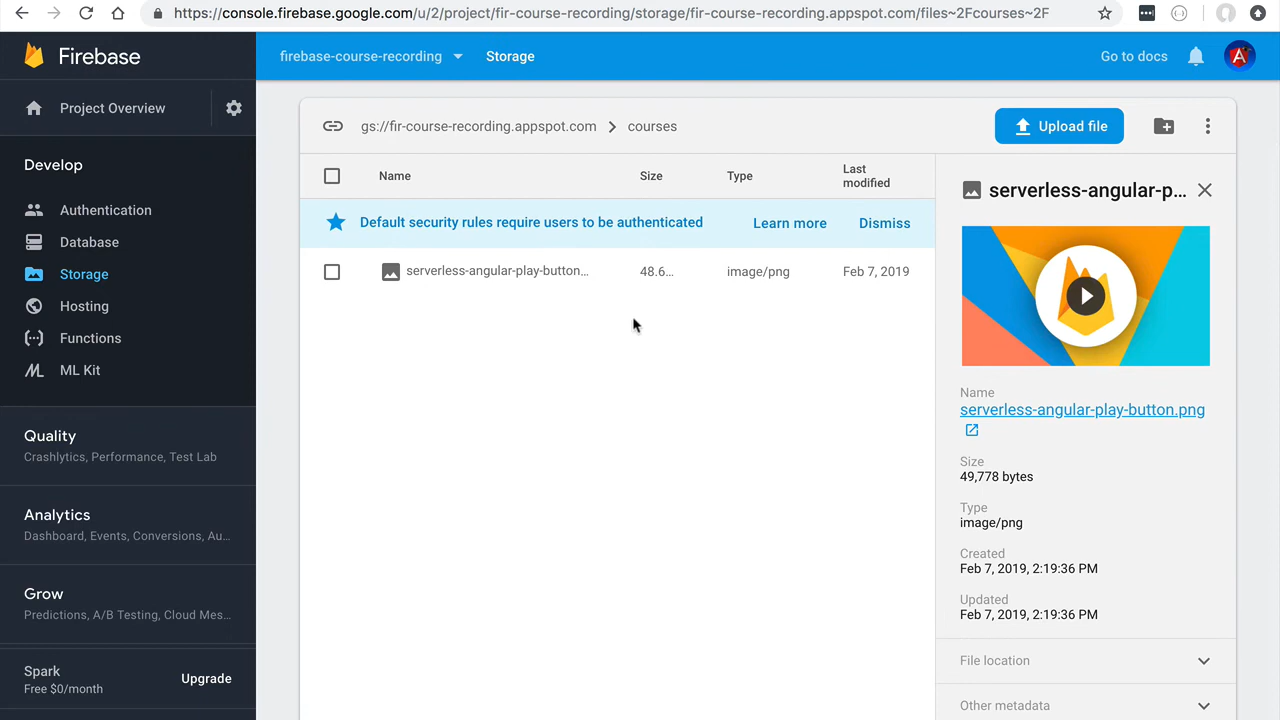 https://console.firebase.google.com/u/2/project/fir-course-recording/storage/fir-course-recording.appspot.com/files~2Fcourses~2F
Firebase
firebase-course-recording
Storage
Go to docs
A
Project Overview
gs://fir-course-recording.appspot.com
courses
Upload file
Develop
Authentication
Database
Storage
Hosting
Functions
ML Kit
Quality
Crashlytics, Performance, Test Lab
Analytics
Dashboard, Events, Conversions, Au...
Grow
Predictions, A/B Testing, Cloud Mes...
Spark
Free $0/month
Upgrade
Name
Size
Type
Last
modified
Default security rules require users to be authenticated
Learn more
Dismiss
serverless-angular-play-button...
48.6...
image/png
Feb 7, 2019
serverless-angular-p...
Name
serverless-angular-play-button.png
Size
49,778 bytes
Type
image/png
Created
Feb 7, 2019, 2:19:36 PM
Updated
Feb 7, 2019, 2:19:36 PM
File location
Other metadata